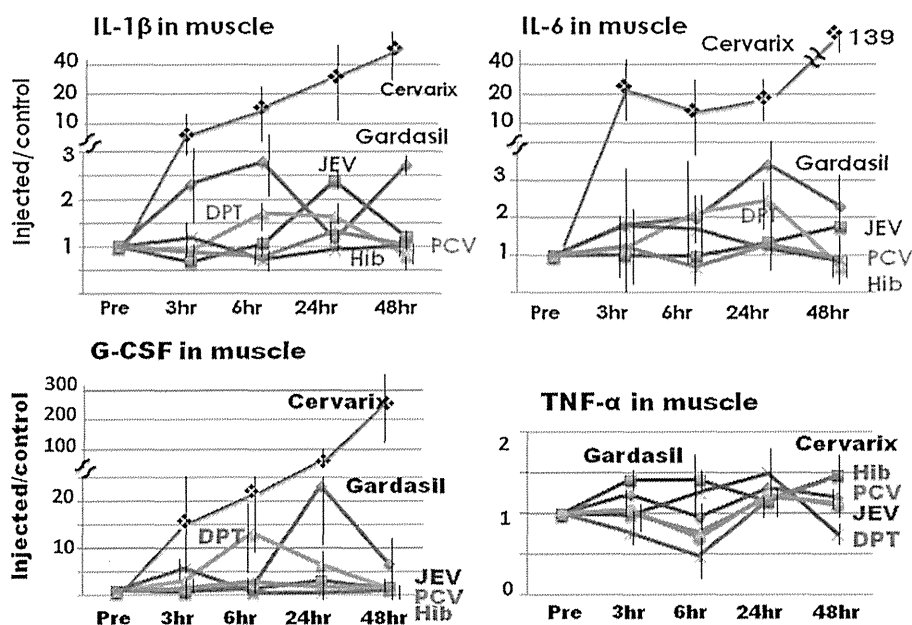 IL-1β in muscle
Injected/control
40
20
10
3
2
1
Cervarix
Gardasil
JEV
DPT
PCV
Hib
Pre 3hr 6hr 24hr 48hr
IL-6 in muscle
40
20
10
3
2
1
Cervarix
139
Gardasil
DPT
JEV
PCV
Hib
Pre 3hr 6hr 24hr 48hr
G-CSF in muscle
Injected/control
300
200
100
20
10
Cervarix
Gardasil
DPT
JEV
PCV
Hib
Pre 3hr 6hr 24hr 48hr
TNF-α in muscle
2
1
0
Gardasil
Cervarix
Hib
PCV
JEV
DPT
Pre 3hr 6hr 24hr 48hr